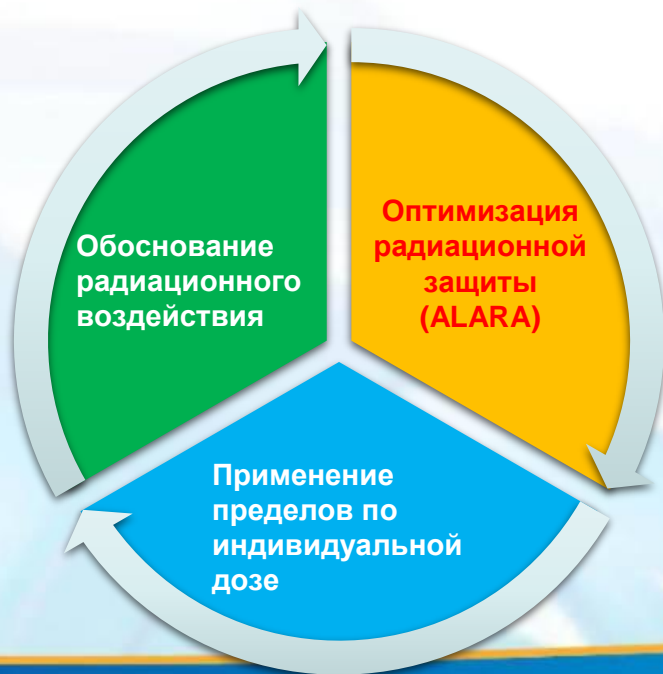 Обоснование
радиационного
воздействия
Оптимизация
радиационной
защиты
(ALARA)
Применение
пределов по
индивидуальной
дозе